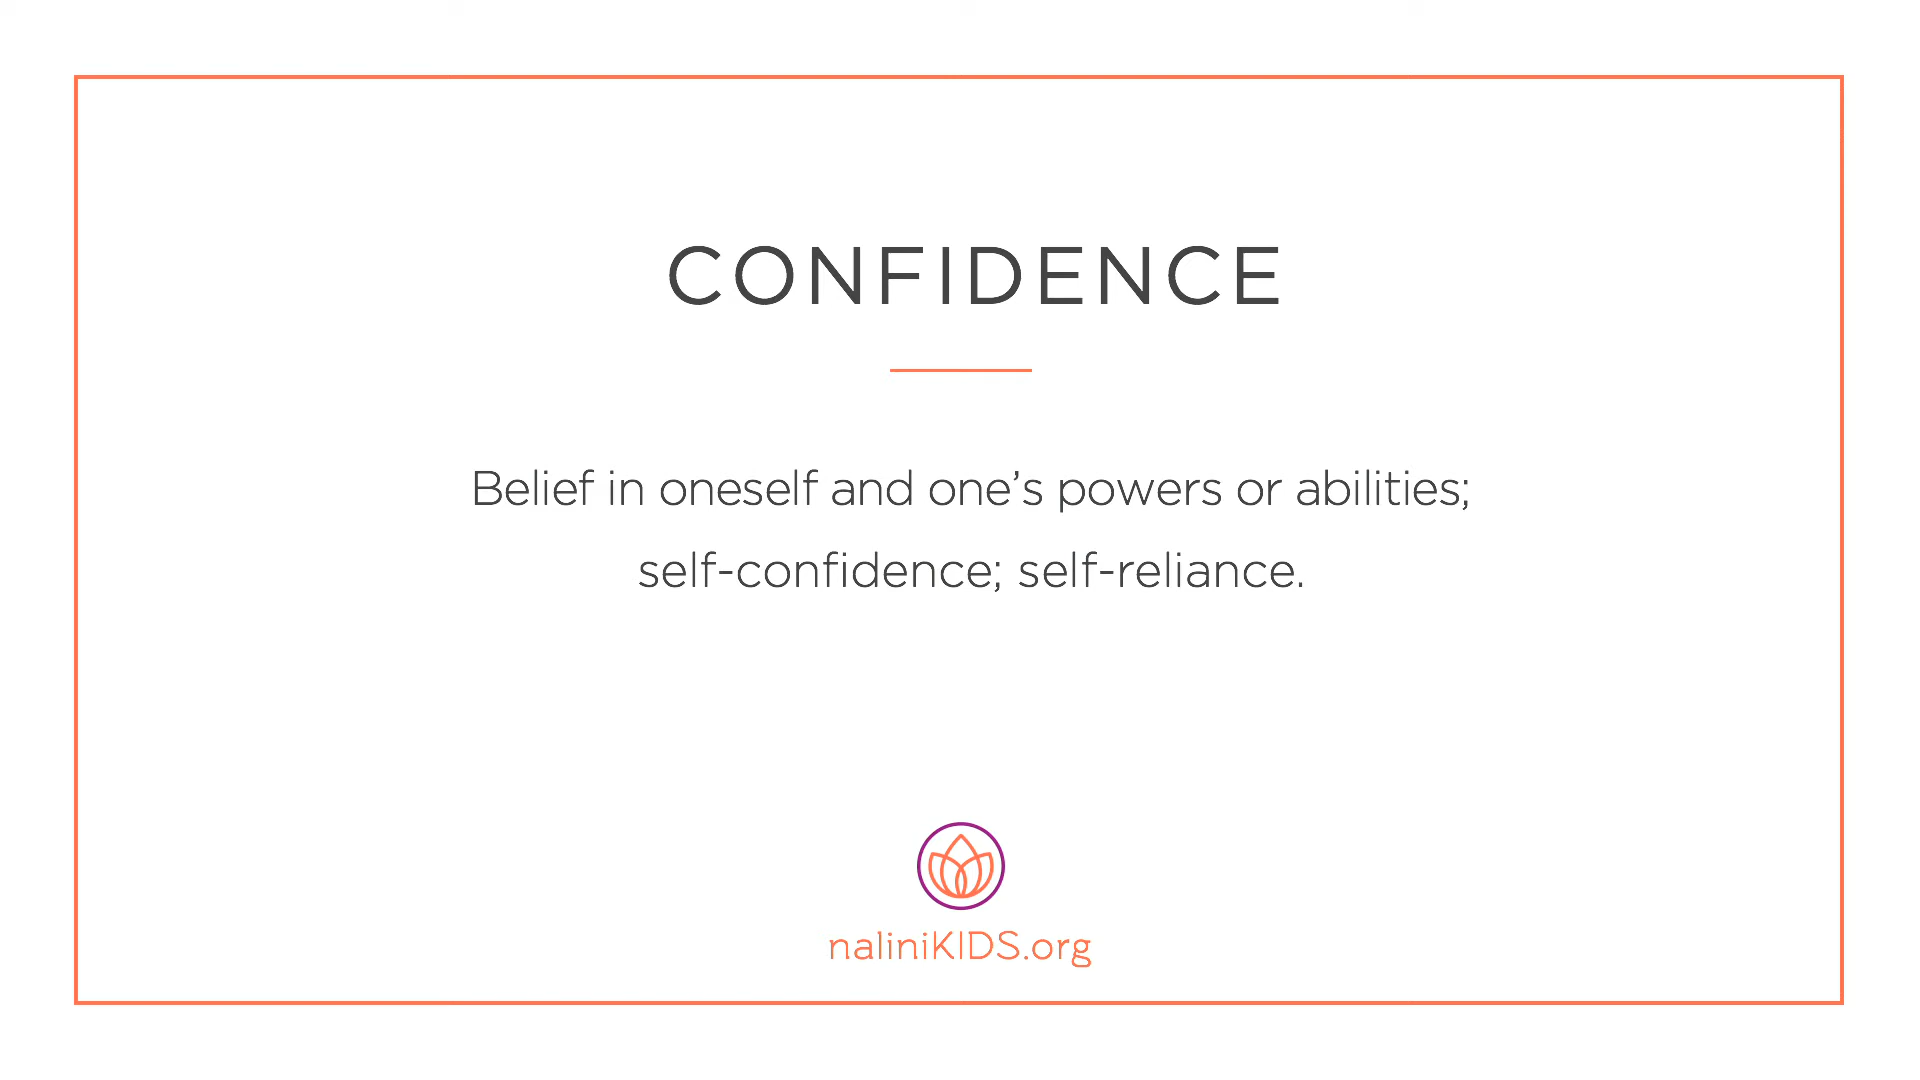 CONFIDENCE
Belief in oneself and one’s powers or abilities;
self-confidence; self-reliance.
naliniKIDS.org